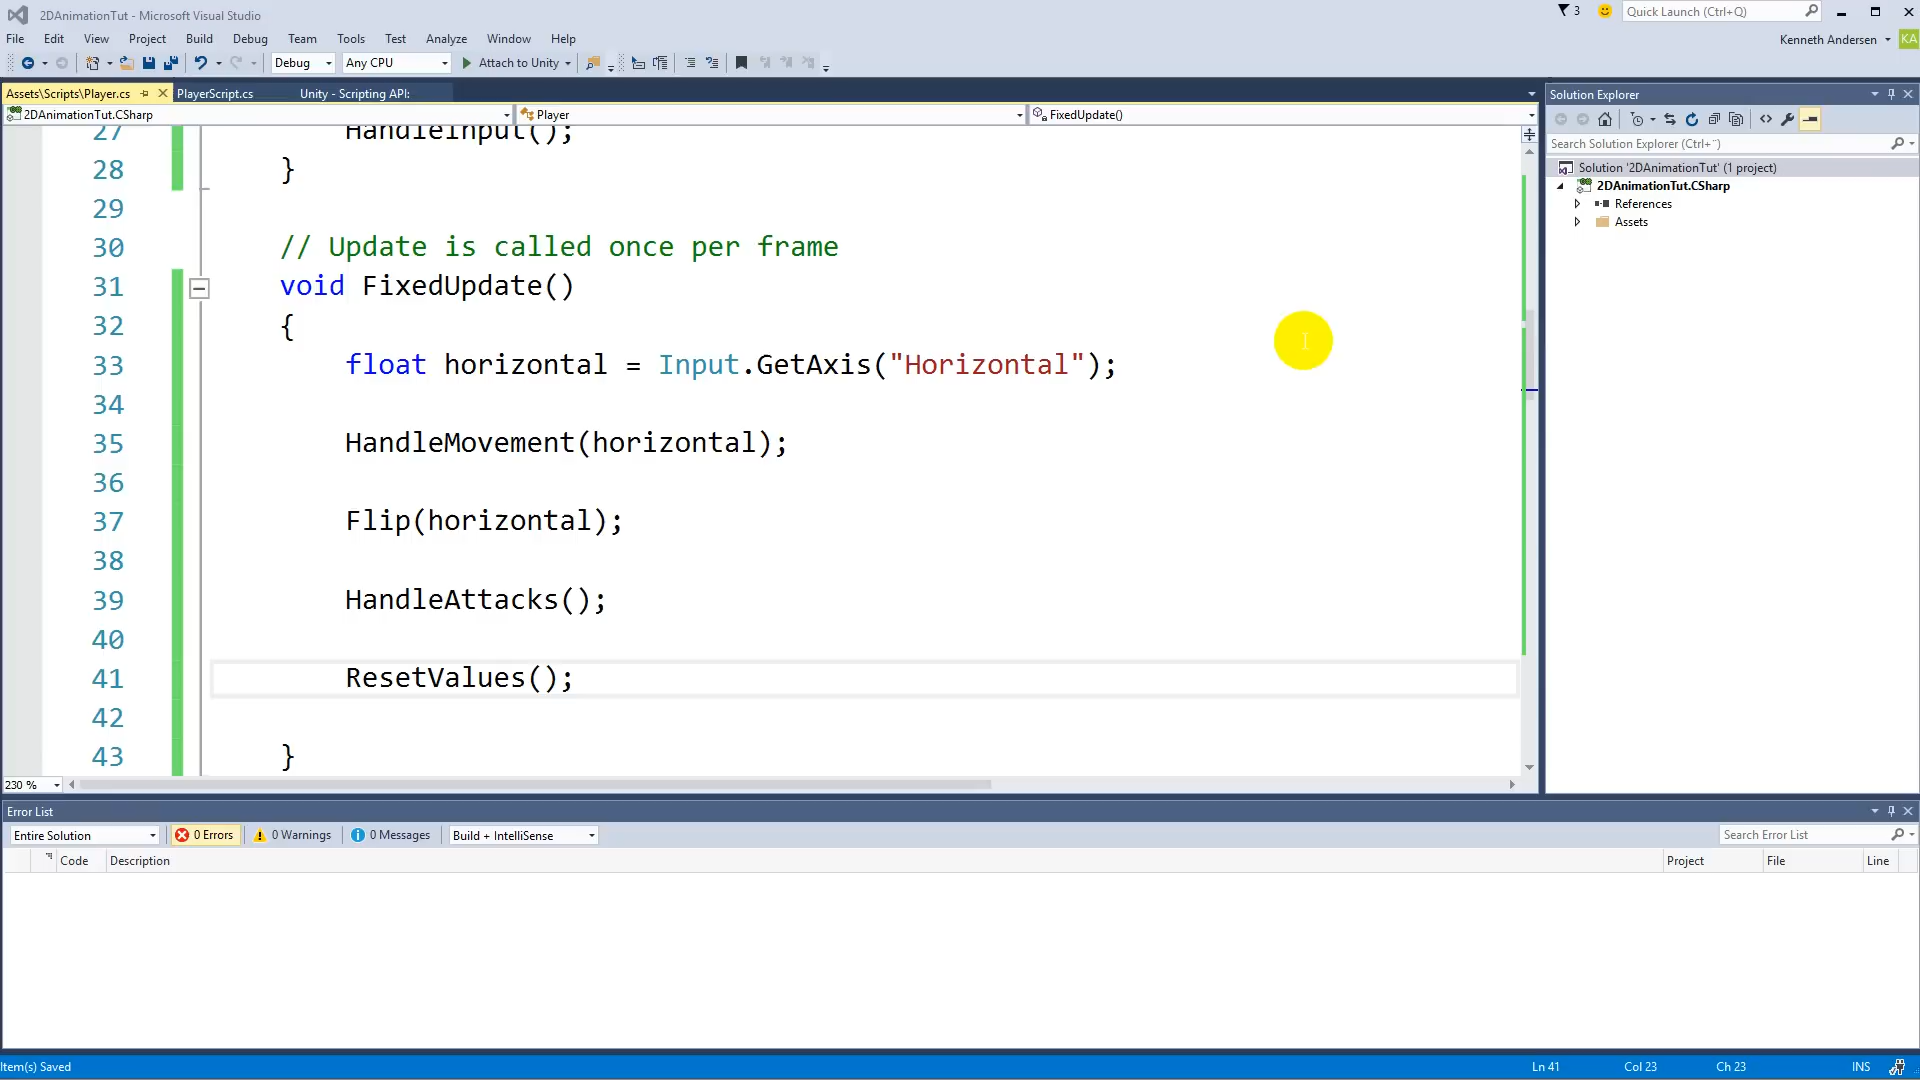 2DAnimationTut - Microsoft Visual Studio
3
Quick Launch (Ctrl+Q)
File Edit View Project Build Debug Team Tools Test Analyze Window Help
Kenneth Andersen
KA
Debug
Any CPU
Attach to Unity
Assets\Scripts\Player.cs
PlayerScript.cs
Unity - Scripting API:
2DAnimationTut.CSharp
Player
FixedUpdate()
27 HandleInput();
28 }
29
30 // Update is called once per frame
31 void FixedUpdate()
32 {
33 float horizontal = Input.GetAxis("Horizontal");
34
35 HandleMovement(horizontal);
36
37 Flip(horizontal);
38
39 HandleAttacks();
40
41 ResetValues();
42
43 }
230 %
Solution Explorer
Search Solution Explorer (Ctrl+¨)
Solution '2DAnimationTut' (1 project)
2DAnimationTut.CSharp
References
Assets
Error List
Entire Solution
0 Errors
0 Warnings
0 Messages
Build + IntelliSense
Search Error List
Code Description Project File Line
Item(s) Saved
Ln 41 Col 23 Ch 23 INS